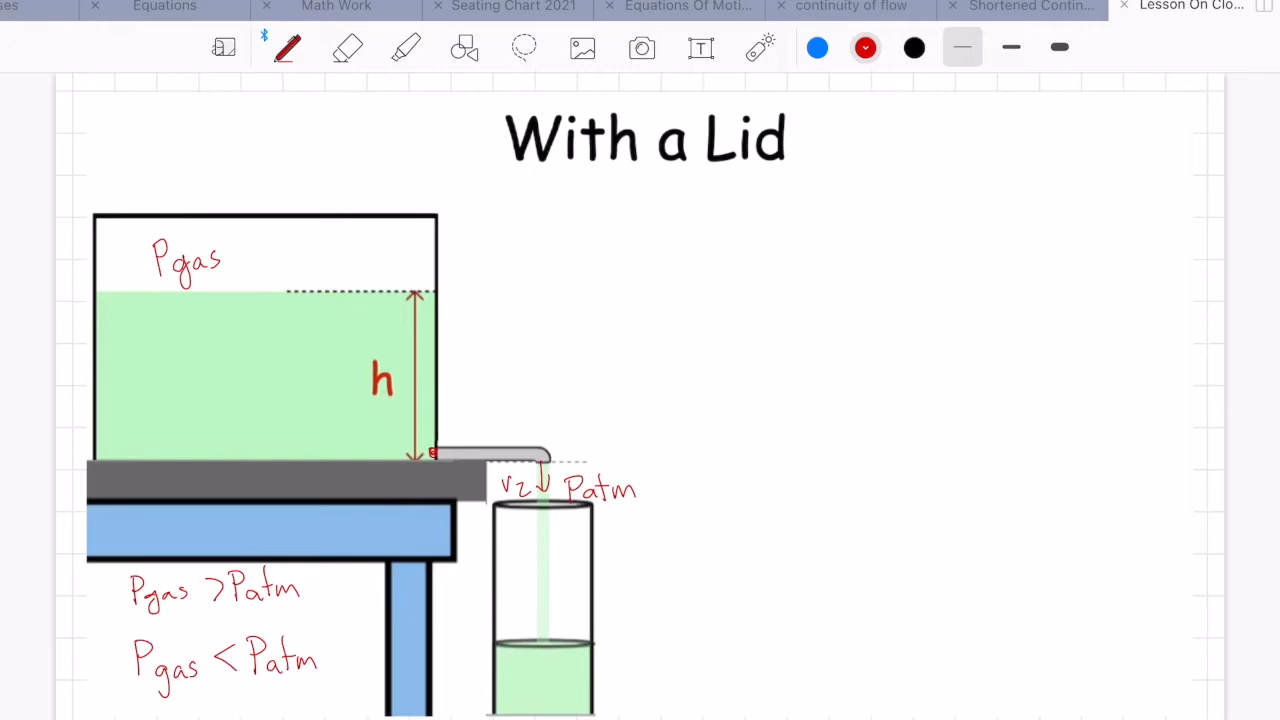 ses
Equations
Math Work
Seating Chart 2021
Equations Of Moti...
continuity of flow
Shortened Contin...
Lesson On Clo...
T
With a Lid
Pgas
h
v2 Patm
Pgas > Patm
Pgas < Patm